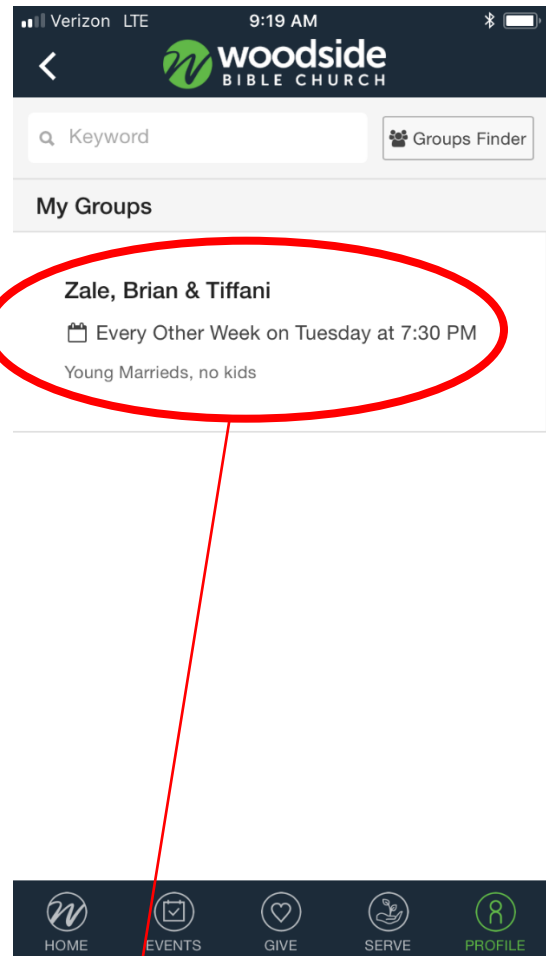 Verizon LTE 9:19 AM
woodside
BIBLE CHURCH
Keyword
Groups Finder
My Groups
Zale, Brian & Tiffani
Every Other Week on Tuesday at 7:30 PM
Young Marrieds, no kids
HOME EVENTS GIVE SERVE PROFILE